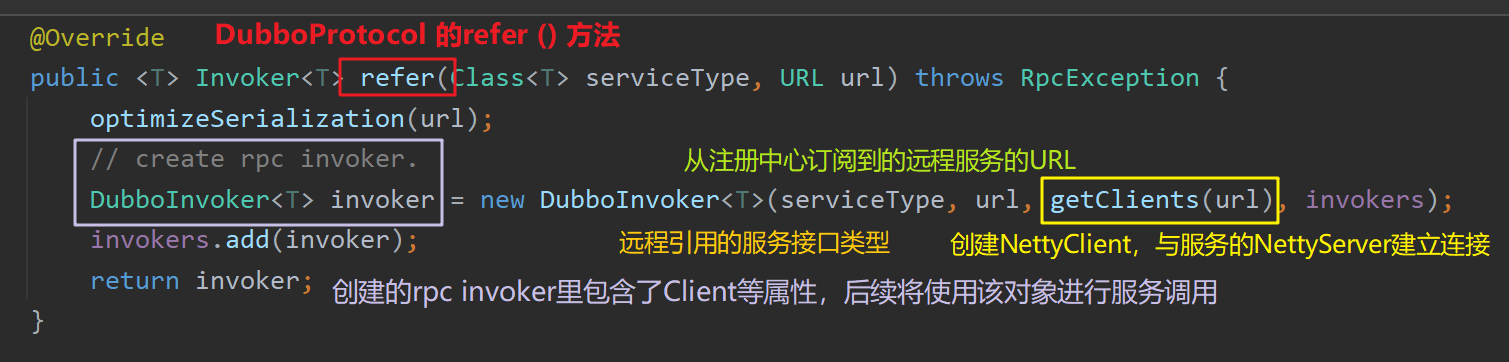 @Override DubboProtocol 的refer () 方法
public <T> Invoker<T> refer(Class<T> serviceType, URL url) throws RpcException {
optimizeSerialization(url);
// create rpc invoker. 从注册中心订阅到的远程服务的URL
DubboInvoker<T> invoker = new DubboInvoker<T>(serviceType, url, getClients(url), invokers);
invokers.add(invoker); 远程引用的服务接口类型 创建NettyClient，与服务的NettyServer建立连接
return invoker; 创建的rpc invoker里包含了Client等属性，后续将使用该对象进行服务调用
}